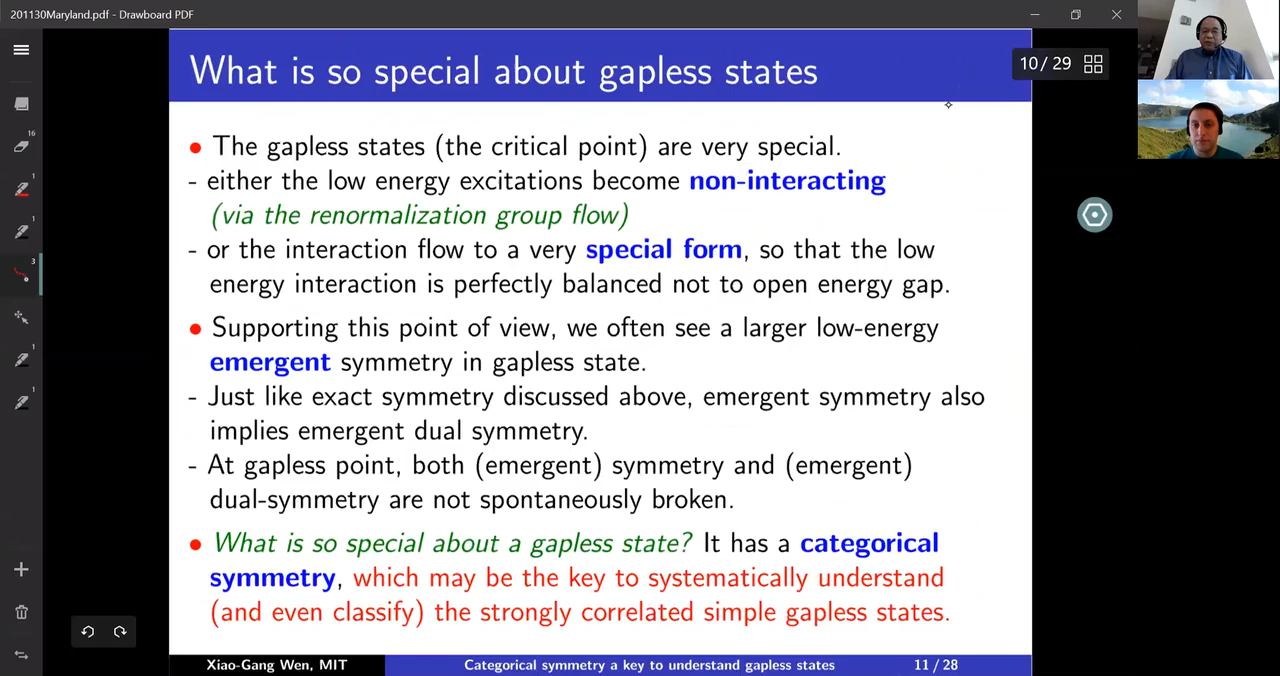 201130Maryland.pdf - Drawboard PDF
What is so special about gapless states
10 / 29
16
1
1
3
1
1
• The gapless states (the critical point) are very special.
- either the low energy excitations become non-interacting
(via the renormalization group flow)
- or the interaction flow to a very special form, so that the low
energy interaction is perfectly balanced not to open energy gap.
• Supporting this point of view, we often see a larger low-energy
emergent symmetry in gapless state.
- Just like exact symmetry discussed above, emergent symmetry also
implies emergent dual symmetry.
- At gapless point, both (emergent) symmetry and (emergent)
dual-symmetry are not spontaneously broken.
• What is so special about a gapless state? It has a categorical
symmetry, which may be the key to systematically understand
(and even classify) the strongly correlated simple gapless states.
Xiao-Gang Wen, MIT
Categorical symmetry a key to understand gapless states
11 / 28